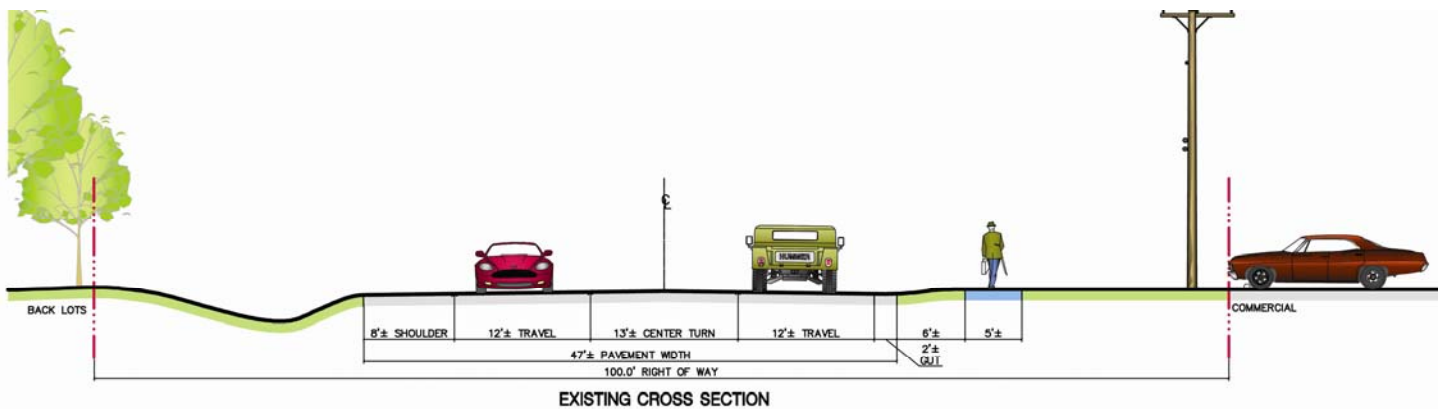 ℄
HUMMER
BACK LOTS
COMMERCIAL
8'± SHOULDER
12'± TRAVEL
13'± CENTER TURN
12'± TRAVEL
6'±
5'±
2'±
GUT
47'± PAVEMENT WIDTH
100.0' RIGHT OF WAY
EXISTING CROSS SECTION